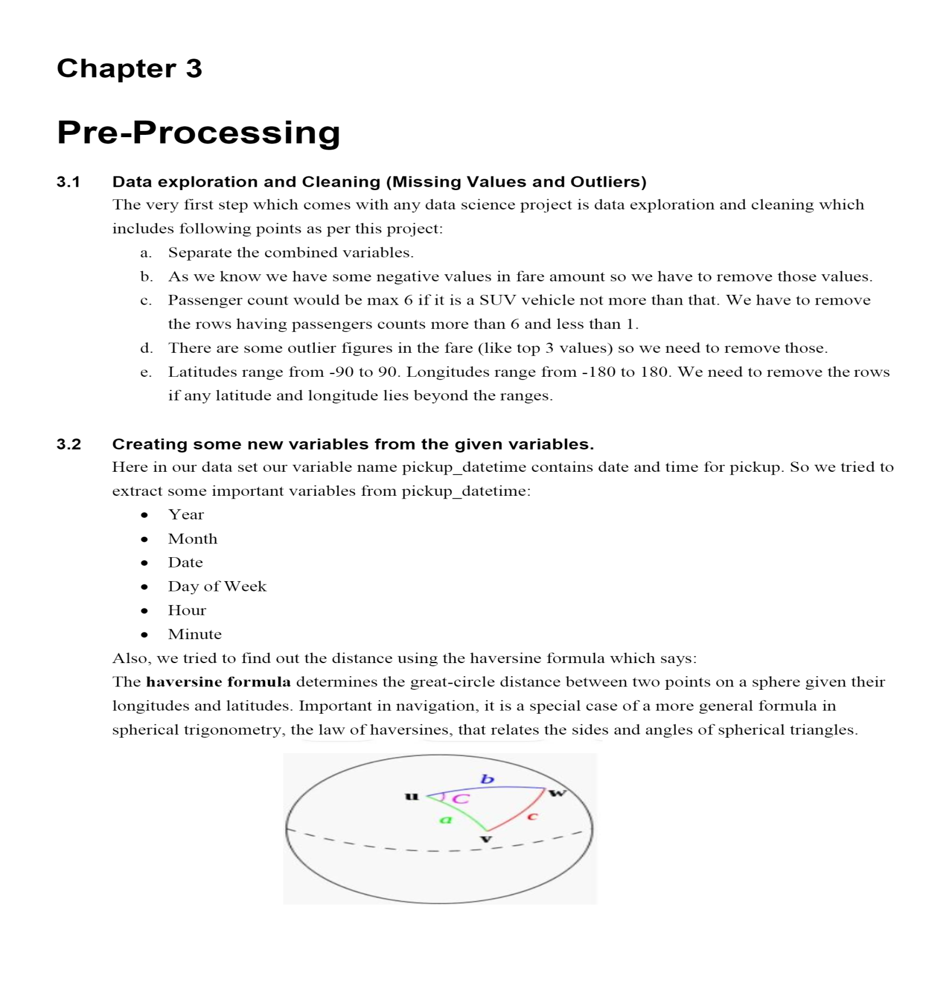 Chapter 3
Pre-Processing
3.1 Data exploration and Cleaning (Missing Values and Outliers)
The very first step which comes with any data science project is data exploration and cleaning which
includes following points as per this project:
a. Separate the combined variables.
b. As we know we have some negative values in fare amount so we have to remove those values.
c. Passenger count would be max 6 if it is a SUV vehicle not more than that. We have to remove
the rows having passengers counts more than 6 and less than 1.
d. There are some outlier figures in the fare (like top 3 values) so we need to remove those.
e. Latitudes range from -90 to 90. Longitudes range from -180 to 180. We need to remove the rows
if any latitude and longitude lies beyond the ranges.
3.2 Creating some new variables from the given variables.
Here in our data set our variable name pickup_datetime contains date and time for pickup. So we tried to
extract some important variables from pickup_datetime:
• Year
• Month
• Date
• Day of Week
• Hour
• Minute
Also, we tried to find out the distance using the haversine formula which says:
The haversine formula determines the great-circle distance between two points on a sphere given their
longitudes and latitudes. Important in navigation, it is a special case of a more general formula in
spherical trigonometry, the law of haversines, that relates the sides and angles of spherical triangles.
b
u C w
a c
v